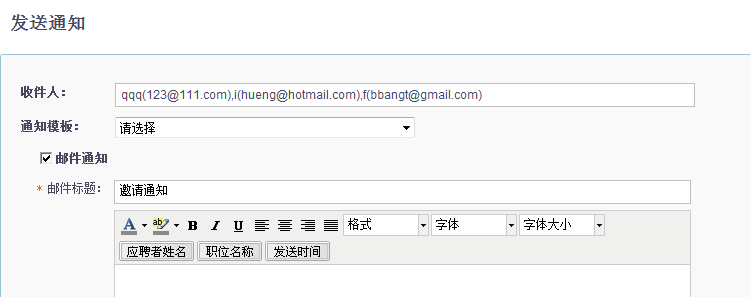 发送通知
收件人： qqq(123@111.com),i(hueng@hotmail.com),f(bbangt@gmail.com)
通知模板： 请选择
邮件通知
* 邮件标题： 邀请通知
A ab B I U 格式 字体 字体大小
应聘者姓名 职位名称 发送时间